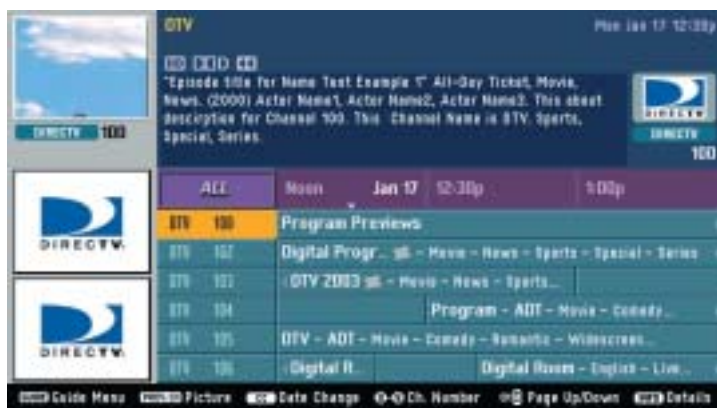 DTV
Mon Jan 17 12:00p
"Episode title for Name Text Example 1" All-Day Ticket, Movie,
News. (2000) Actor Name1, Actor Name2, Actor Name3. This about
descirption for Channel 100. This Channel Name is DTV. Sports,
Special, Series.
DIRECTV 100
DIRECTV
100
ALL Noon Jan 17 12:30p 1:00p
DTV 100 Program Previews
DIRECTV
DTV 102 Digital Progr... - Movie - News - Sports - Special - Series
DTV 103 DTV 2003 - Movie - News - Sports...
DTV 104 Program - ADT - Movie - Comedy...
DTV 105 DTV - ADT - Movie - Comedy - Romantic - Widescreen...
DIRECTV
DTV 106 Digital R... Digital Room - English - Live...
Guide Menu Picture Date Change Ch. Number Page Up/Down Details